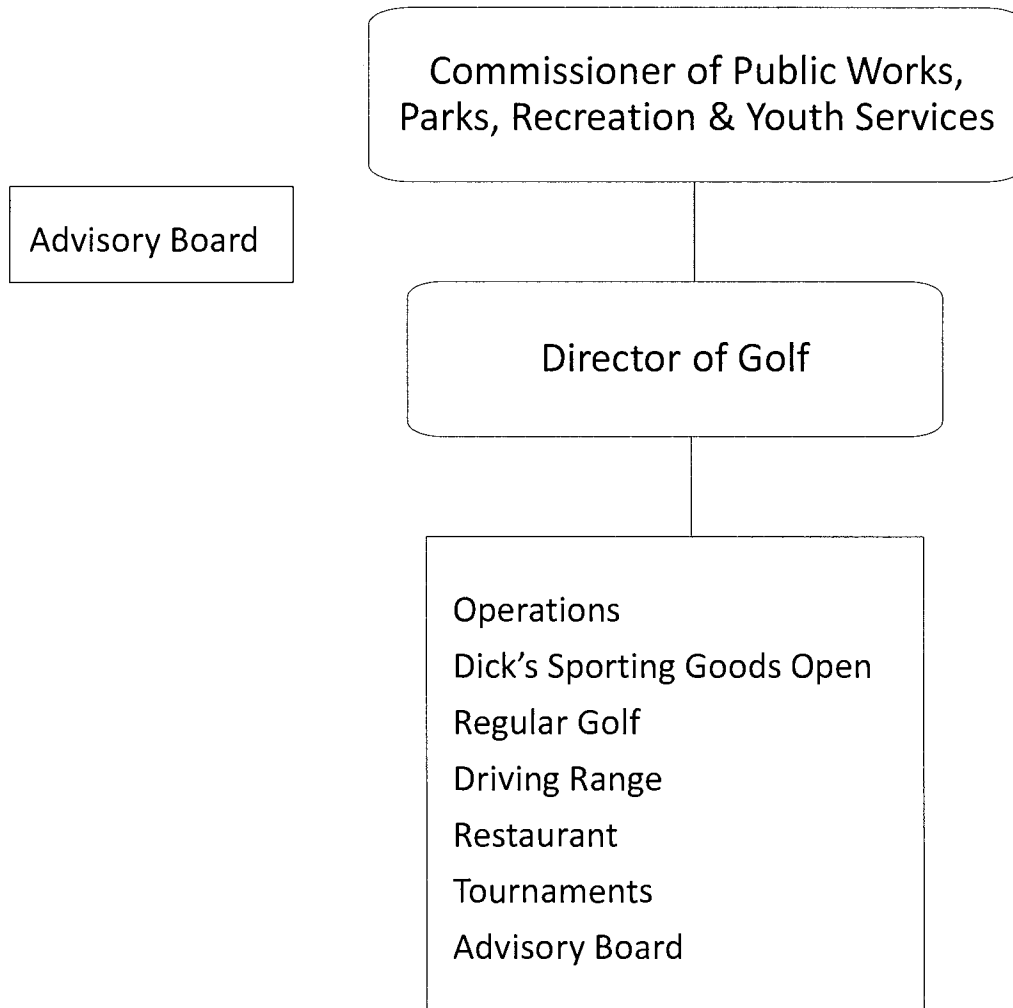 Commissioner of Public Works,
Parks, Recreation & Youth Services
Advisory Board
Director of Golf
Operations
Dick’s Sporting Goods Open
Regular Golf
Driving Range
Restaurant
Tournaments
Advisory Board